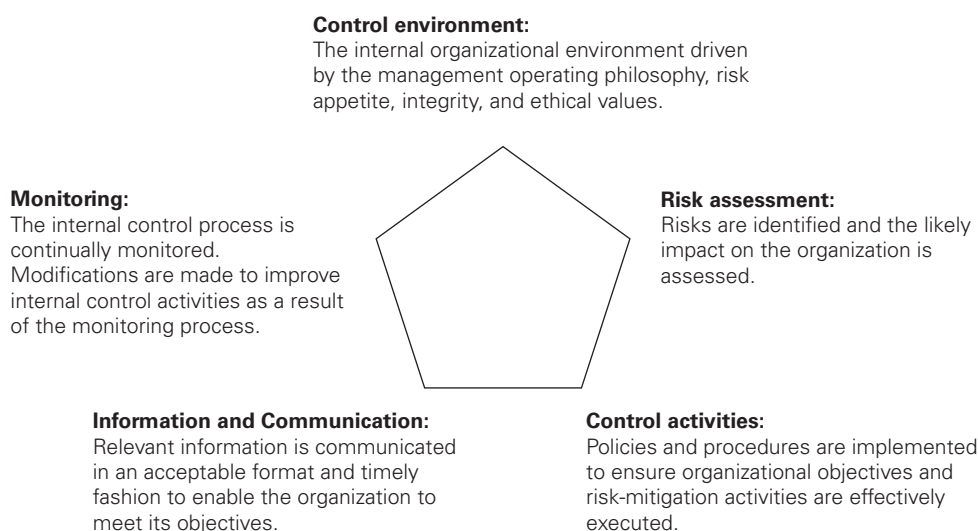 Control environment:
The internal organizational environment driven
by the management operating philosophy, risk
appetite, integrity, and ethical values.
Monitoring:
The internal control process is
continually monitored.
Modifications are made to improve
internal control activities as a result
of the monitoring process.
Risk assessment:
Risks are identified and the likely
impact on the organization is
assessed.
Information and Communication:
Relevant information is communicated
in an acceptable format and timely
fashion to enable the organization to
meet its objectives.
Control activities:
Policies and procedures are implemented
to ensure organizational objectives and
risk-mitigation activities are effectively
executed.